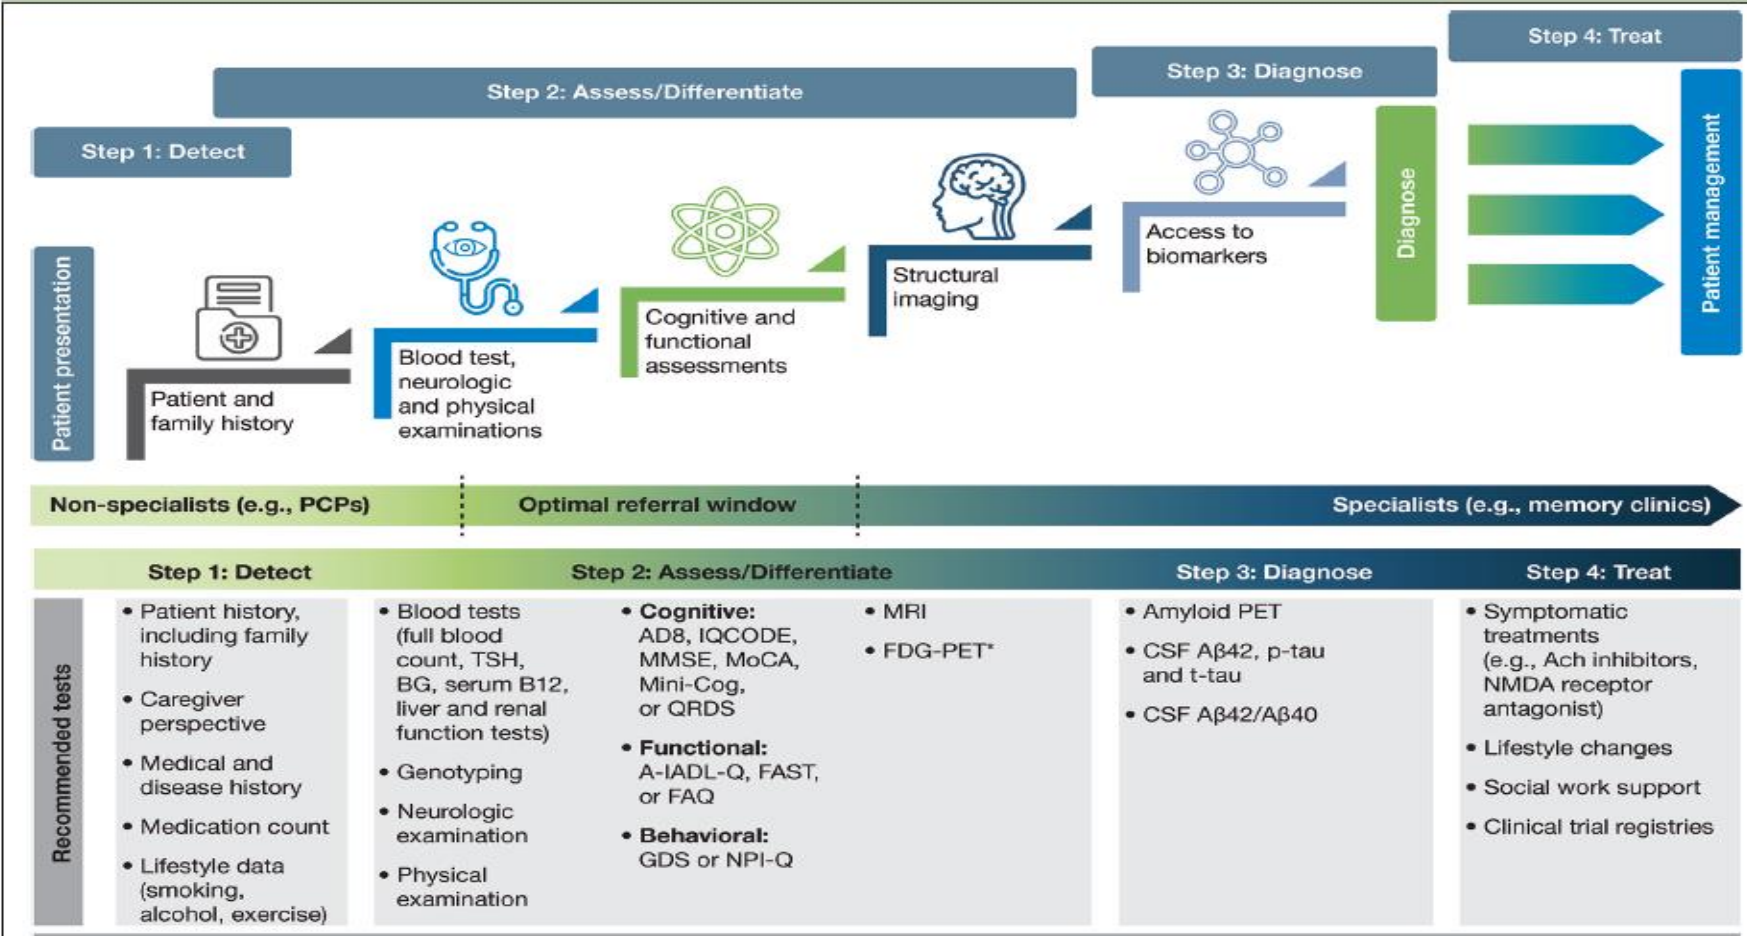 Step 4: Treat
Step 3: Diagnose
Step 2: Assess/Differentiate
Step 1: Detect
Patient presentation
Patient and
family history
Blood test,
neurologic
and physical
examinations
Cognitive and
functional
assessments
Structural
imaging
Access to
biomarkers
Diagnose
Patient management
Non-specialists (e.g., PCPs)
Optimal referral window
Specialists (e.g., memory clinics)
Step 1: Detect
Step 2: Assess/Differentiate
Step 3: Diagnose
Step 4: Treat
Recommended tests
• Patient history,
including family
history
• Caregiver
perspective
• Medical and
disease history
• Medication count
• Lifestyle data
(smoking,
alcohol, exercise)
• Blood tests
(full blood
count, TSH,
BG, serum B12,
liver and renal
function tests)
• Genotyping
• Neurologic
examination
• Physical
examination
• Cognitive:
AD8, IQCODE,
MMSE, MoCA,
Mini-Cog,
or QRDS
• Functional:
A-IADL-Q, FAST,
or FAQ
• Behavioral:
GDS or NPI-Q
• MRI
• FDG-PET*
• Amyloid PET
• CSF Aβ42, p-tau
and t-tau
• CSF Aβ42/Aβ40
• Symptomatic
treatments
(e.g., Ach inhibitors,
NMDA receptor
antagonist)
• Lifestyle changes
• Social work support
• Clinical trial registries